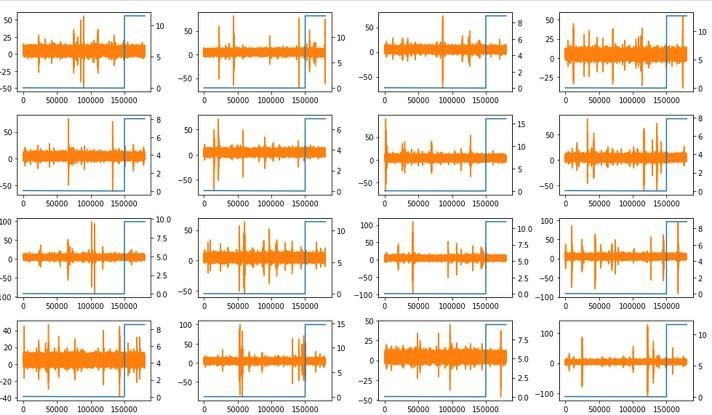 50 25 0 −25 −50 10 5 0 0 50000 100000 150000
50 0 −50 10 5 0 0 50000 100000 150000
50 0 −50 8 6 4 2 0 0 50000 100000 150000
50 25 0 −25 10 5 0 0 50000 100000 150000
50 0 −50 8 6 4 2 0 0 50000 100000 150000
50 0 −50 6 4 2 0 0 50000 100000 150000
50 0 −50 15 10 5 0 0 50000 100000 150000
50 0 −50 8 6 4 2 0 0 50000 100000 150000
100 50 0 −50 −100 10.0 7.5 5.0 2.5 0.0 0 50000 100000 150000
50 0 −50 10 5 0 0 50000 100000 150000
100 50 0 −50 −100 10.0 7.5 5.0 2.5 0.0 0 50000 100000 150000
100 50 0 −50 −100 8 6 4 2 0 0 50000 100000 150000
40 20 0 −20 −40 8 6 4 2 0 0 50000 100000 150000
100 50 0 −50 15 10 5 0 0 50000 100000 150000
50 25 0 −25 −50 7.5 5.0 2.5 0.0 0 50000 100000 150000
100 0 −100 10 5 0 0 50000 100000 150000